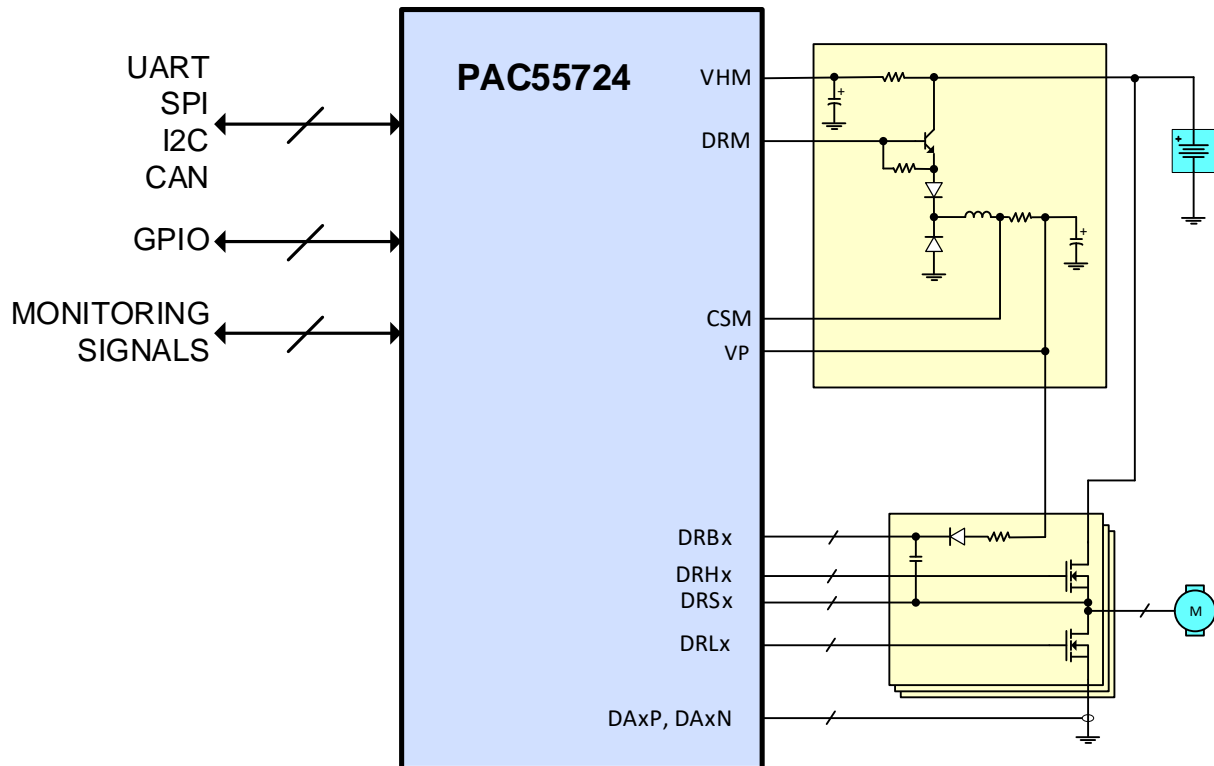 UART
SPI
I2C
CAN
GPIO
MONITORING
SIGNALS
PAC55724
VHM
DRM
CSM
VP
DRBx
DRHx
DRSx
DRLx
DAxP, DAxN
+
+
+
M